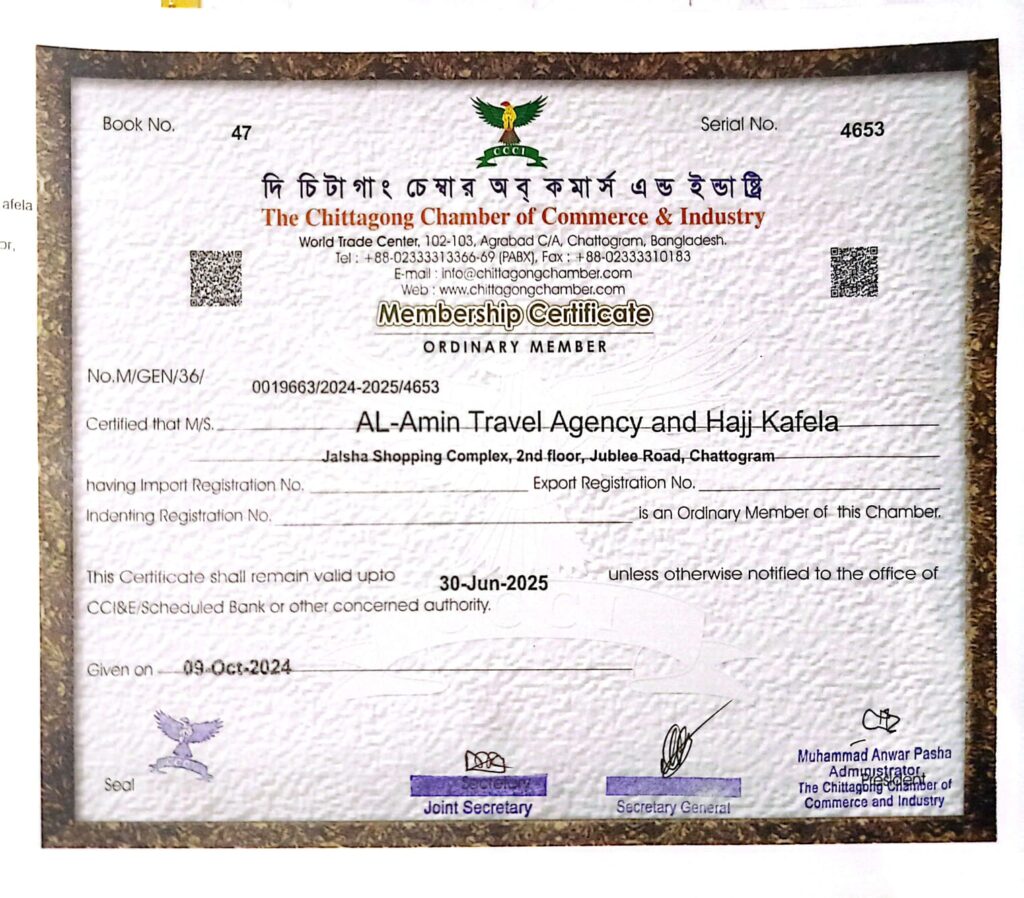 afela
or,
Book No. 47
Serial No. 4653
CCCI
দি চিটাগাং চেম্বার অব্ কমার্স এন্ড ইন্ডাষ্ট্রি
The Chittagong Chamber of Commerce & Industry
World Trade Center, 102-103, Agrabad C/A, Chattogram, Bangladesh.
Tel : +88-02333313366-69 (PABX), Fax : +88-02333310183
E-mail : info@chittagongchamber.com
Web : www.chittagongchamber.com
Membership Certificate
ORDINARY MEMBER
No.M/GEN/36/ 0019663/2024-2025/4653
Certified that M/S. AL-Amin Travel Agency and Hajj Kafela
Jalsha Shopping Complex, 2nd floor, Jublee Road, Chattogram
having Import Registration No. Export Registration No.
Indenting Registration No. is an Ordinary Member of this Chamber.
This Certificate shall remain valid upto 30-Jun-2025 unless otherwise notified to the office of
CCI&E/Scheduled Bank or other concerned authority.
Given on 09-Oct-2024
Seal
Secretary
Joint Secretary
Secretary General
Muhammad Anwar Pasha
Administrator
President
The Chittagong Chamber of
Commerce and Industry